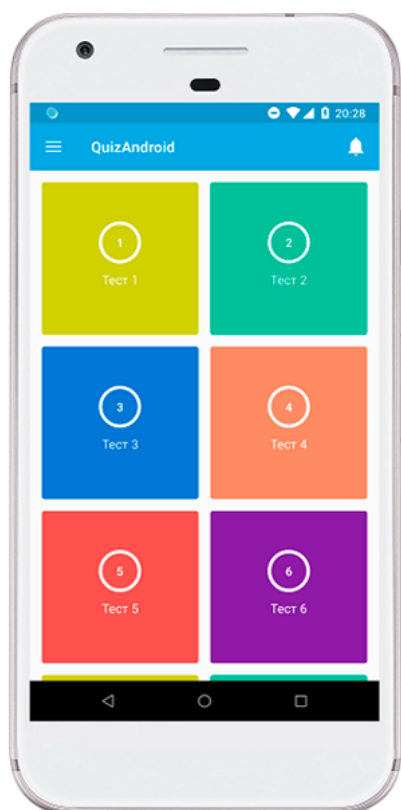 20:28
QuizAndroid
1
Тест 1
2
Тест 2
3
Тест 3
4
Тест 4
5
Тест 5
6
Тест 6